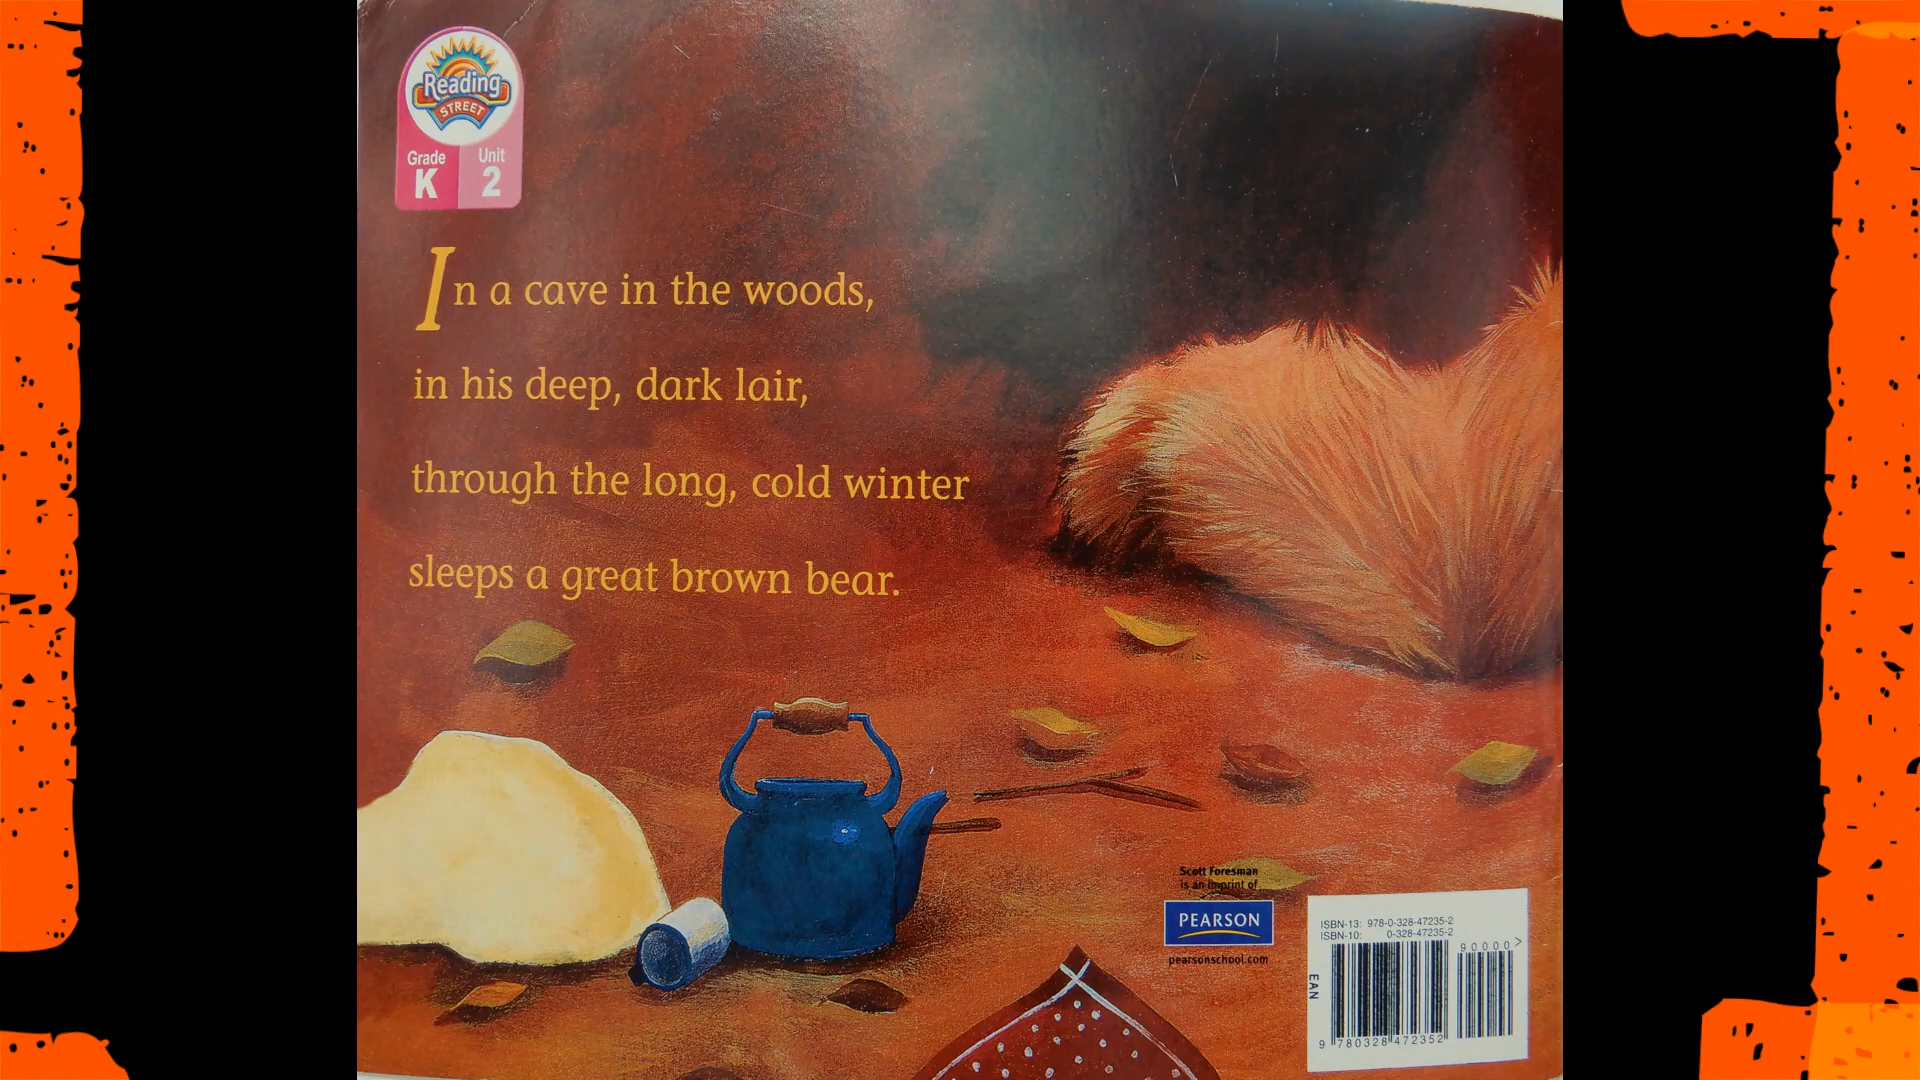 Reading
STREET
Grade
K
Unit
2
In a cave in the woods,
in his deep, dark lair,
through the long, cold winter
sleeps a great brown bear.
Scott Foresman
is an imprint of
PEARSON
pearsonschool.com
ISBN-13: 978-0-328-47235-2
ISBN-10: 0-328-47235-2
90000>
EAN
9 780328 472352